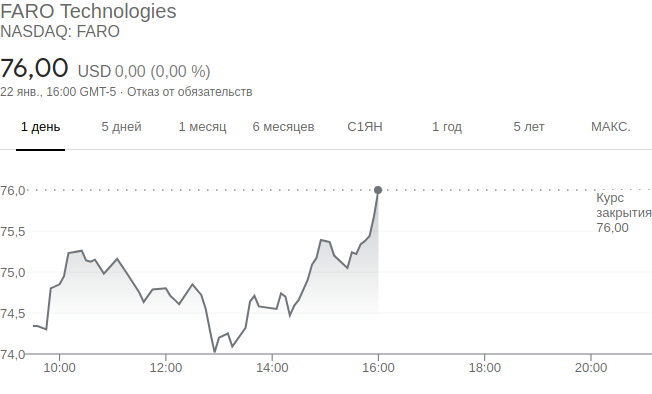 FARO Technologies
NASDAQ: FARO
76,00 USD 0,00 (0,00 %)
22 янв., 16:00 GMT-5 · Отказ от обязательств
1 день 5 дней 1 месяц 6 месяцев С1ЯН 1 год 5 лет МАКС.
76,0
Курс
закрытия
76,00
75,5
75,0
74,5
74,0
10:00 12:00 14:00 16:00 18:00 20:00